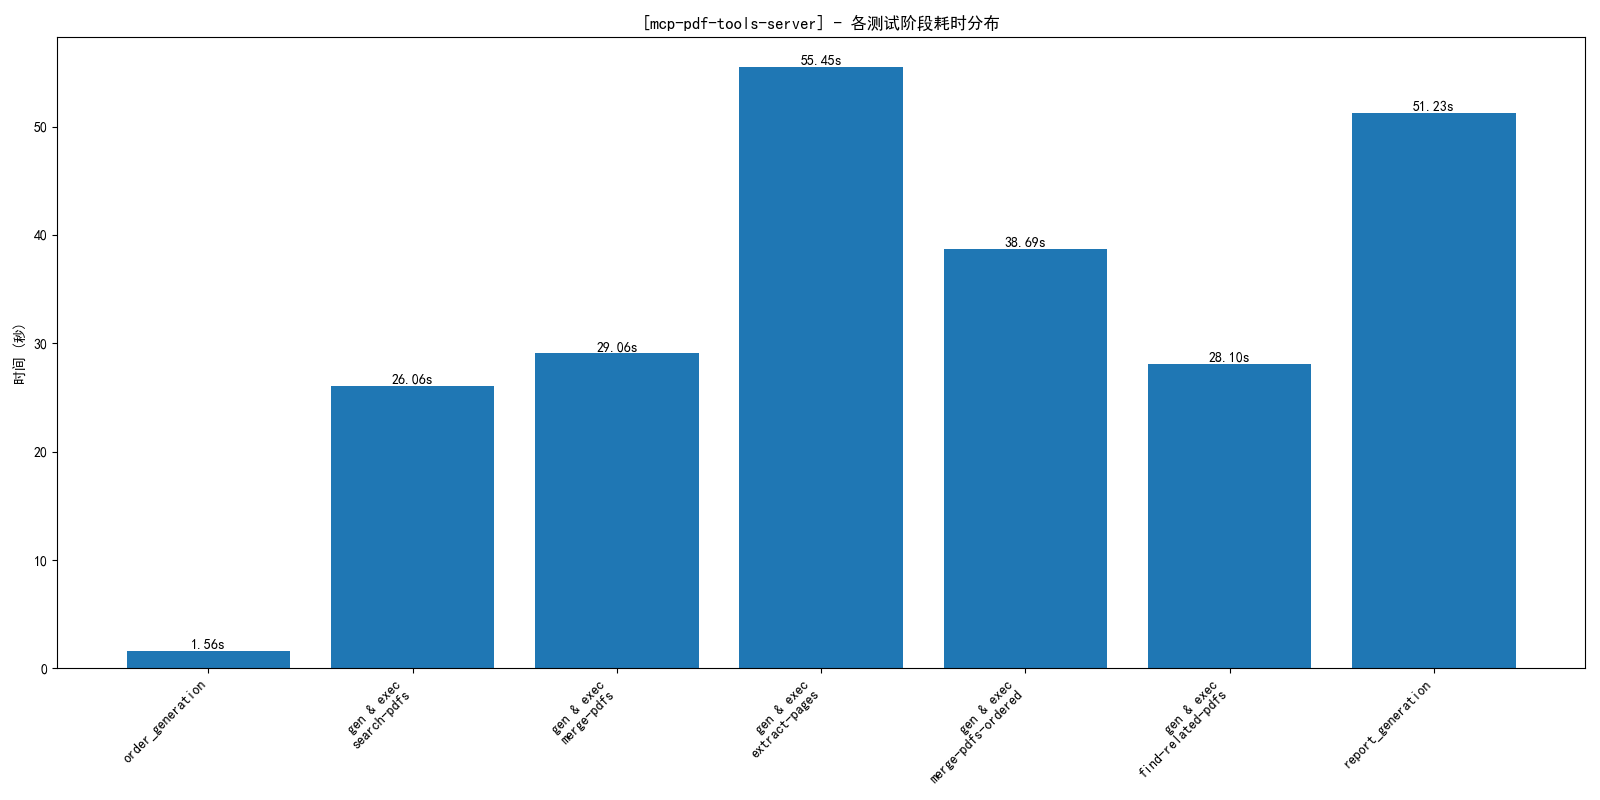 [mcp-pdf-tools-server] - 各测试阶段耗时分布
时间 (秒)
50
40
30
20
10
0
1.56s
26.06s
29.06s
55.45s
38.69s
28.10s
51.23s
order_generation
gen & exec
search-pdfs
gen & exec
merge-pdfs
gen & exec
extract-pages
gen & exec
merge-pdfs-ordered
gen & exec
find-related-pdfs
report_generation